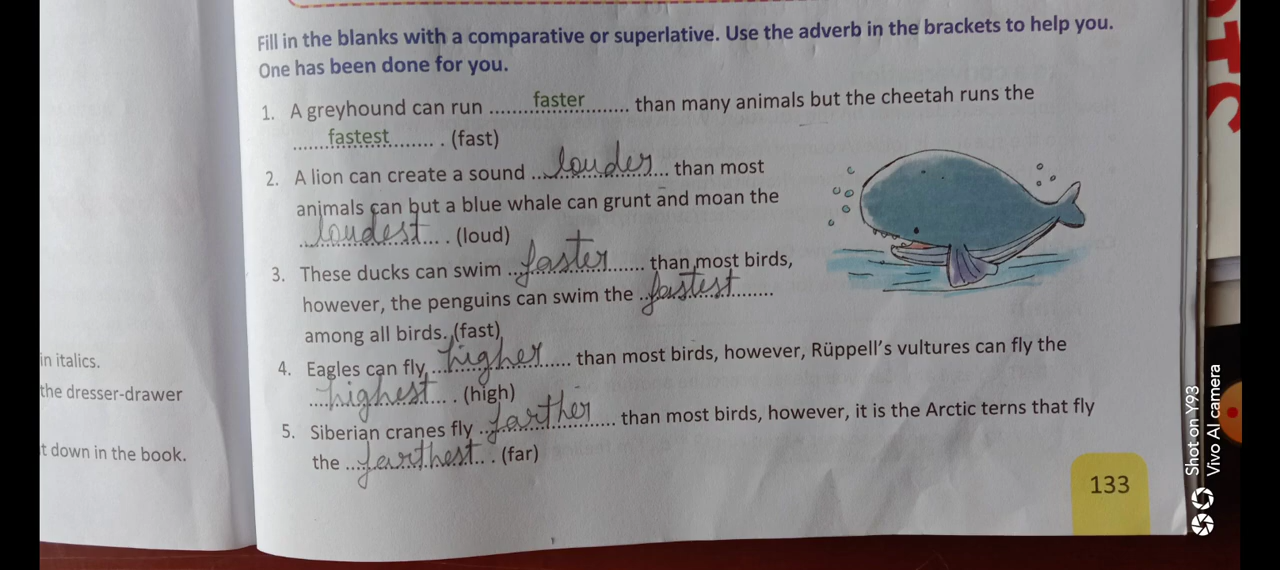 Fill in the blanks with a comparative or superlative. Use the adverb in the brackets to help you.
One has been done for you.
1. A greyhound can run ........faster........ than many animals but the cheetah runs the
.......fastest........ . (fast)
2. A lion can create a sound ...louder... than most
animals can but a blue whale can grunt and moan the
...loudest... . (loud)
3. These ducks can swim ...faster...... than most birds,
however, the penguins can swim the ...fastest......
among all birds. (fast)
4. Eagles can fly ...higher... than most birds, however, Rüppell's vultures can fly the
...highest... . (high)
5. Siberian cranes fly ...farther... than most birds, however, it is the Arctic terns that fly
the ...farthest... . (far)
133
in italics.
the dresser-drawer
t down in the book.
Shot on Y93
Vivo AI camera